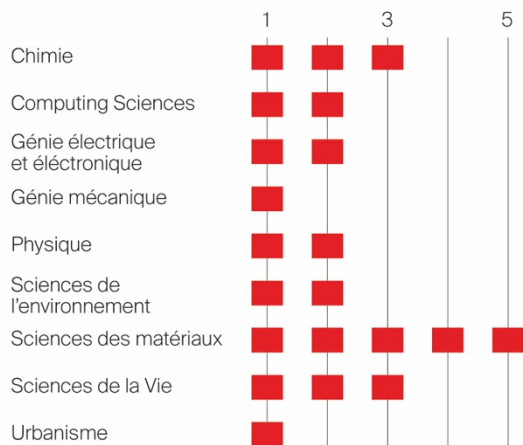 1 3 5
Chimie
Computing Sciences
Génie électrique
et éléctronique
Génie mécanique
Physique
Sciences de
l'environnement
Sciences des matériaux
Sciences de la Vie
Urbanisme